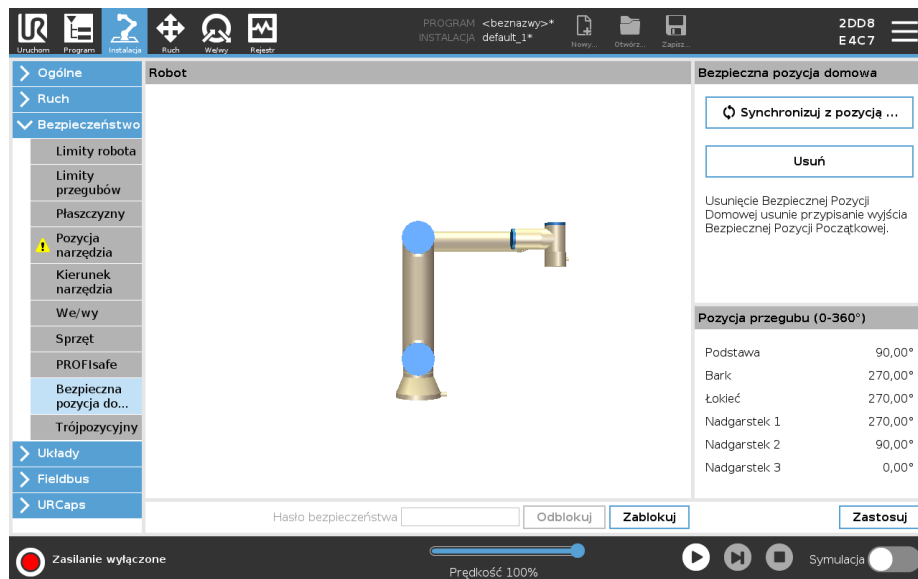 PROGRAM <beznazwy>*
INSTALACJA default_1*
Uruchom Program Instalacja Ruch We/wy Rejestr
Nowy... Otwórz... Zapisz...
2DD8
E4C7
Ogólne
Ruch
Bezpieczeństwo
Limity robota
Limity
przegubów
Płaszczyzny
Pozycja
narzędzia
Kierunek
narzędzia
We/wy
Sprzęt
PROFIsafe
Bezpieczna
pozycja do...
Trójpozycyjny
Układy
Fieldbus
URCaps
Robot
Hasło bezpieczeństwa Odblokuj Zablokuj
Bezpieczna pozycja domowa
Synchronizuj z pozycją ...
Usuń
Usunięcie Bezpiecznej Pozycji
Domowej usunie przypisanie wyjścia
Bezpiecznej Pozycji Początkowej.
Pozycja przegubu (0-360°)
Podstawa 90,00°
Bark 270,00°
Łokieć 270,00°
Nadgarstek 1 270,00°
Nadgarstek 2 90,00°
Nadgarstek 3 0,00°
Zastosuj
Zasilanie wyłączone
Prędkość 100%
Symulacja